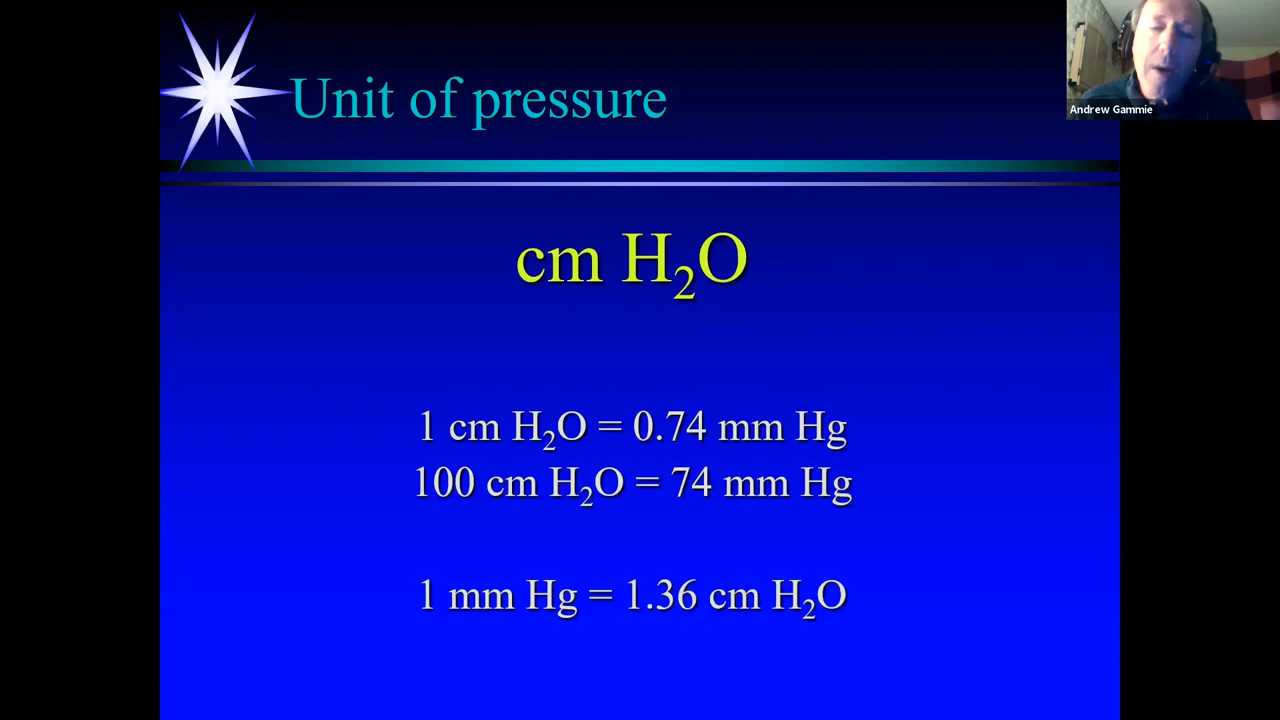 Unit of pressure
Andrew Gammie
cm H₂O
1 cm H₂O = 0.74 mm Hg
100 cm H₂O = 74 mm Hg
1 mm Hg = 1.36 cm H₂O